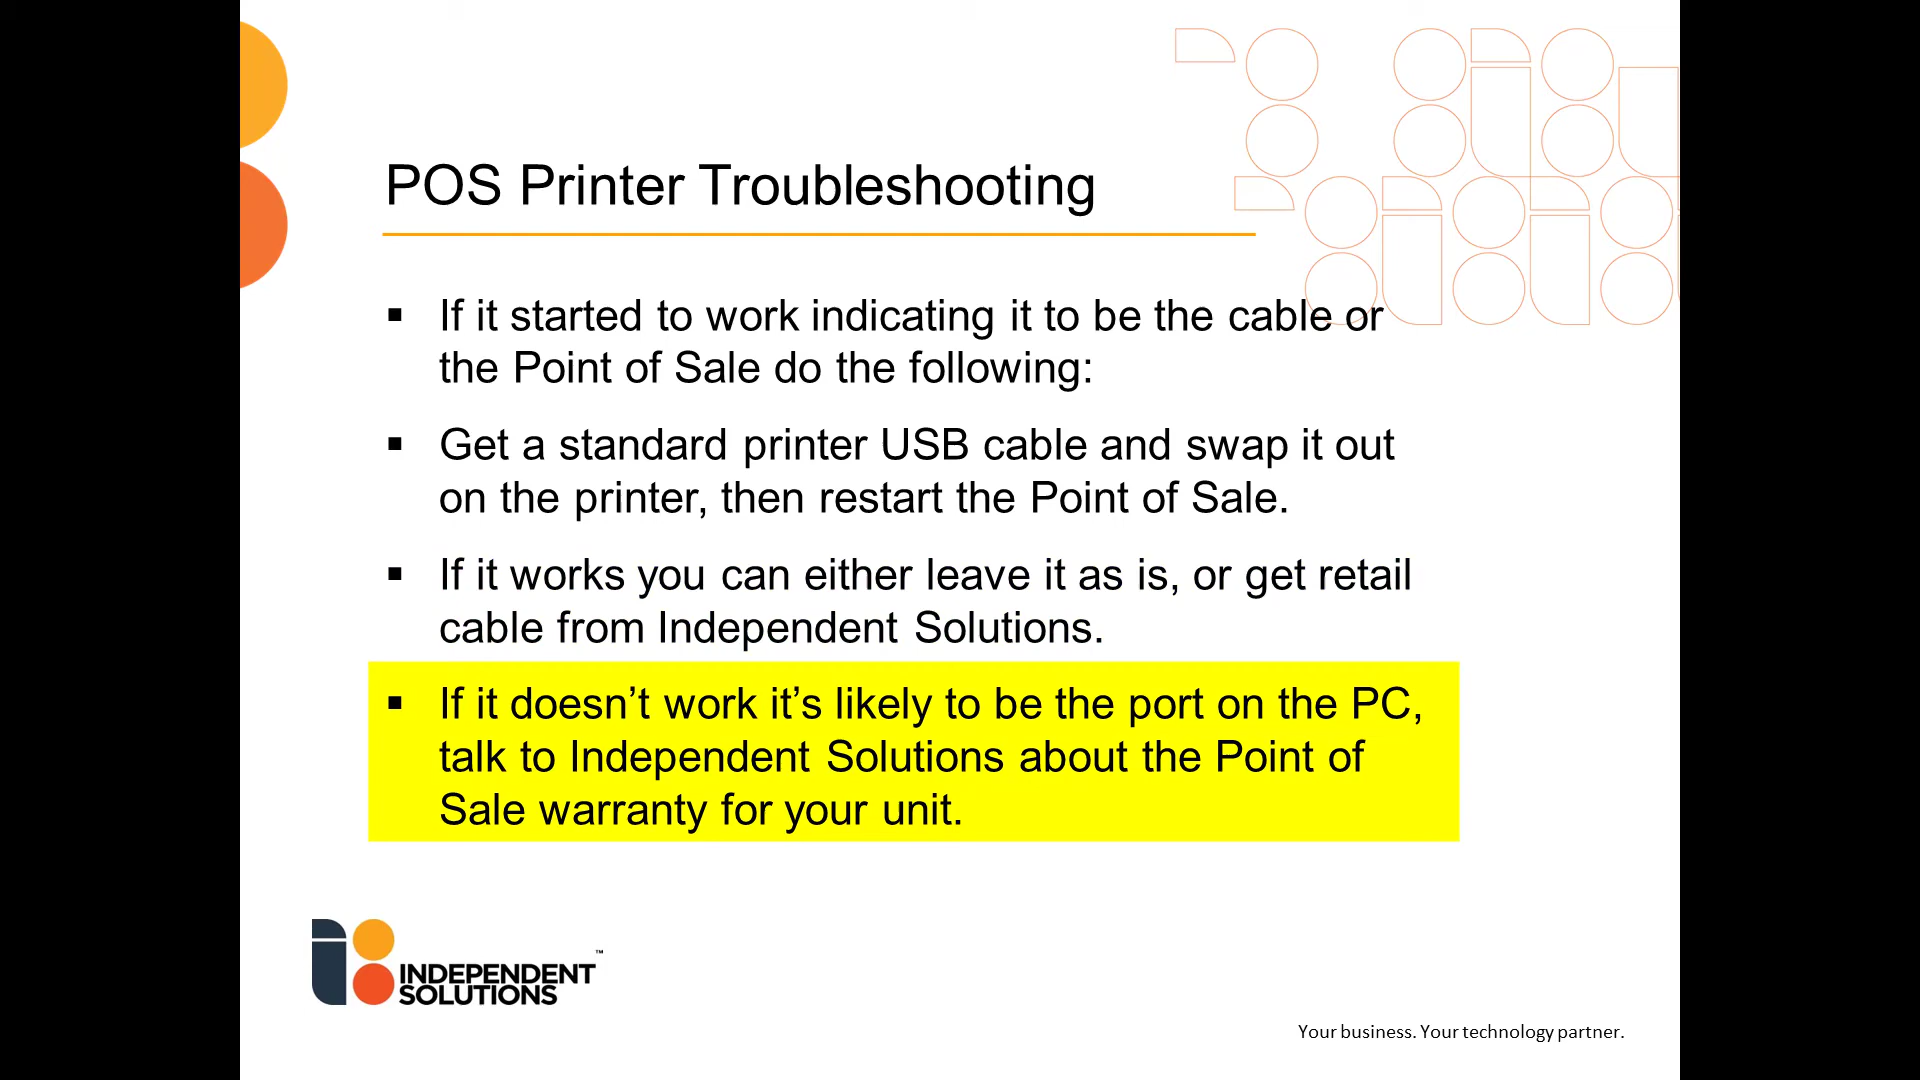 POS Printer Troubleshooting
▪ If it started to work indicating it to be the cable or
the Point of Sale do the following:
▪ Get a standard printer USB cable and swap it out
on the printer, then restart the Point of Sale.
▪ If it works you can either leave it as is, or get retail
cable from Independent Solutions.
▪ If it doesn’t work it’s likely to be the port on the PC,
talk to Independent Solutions about the Point of
Sale warranty for your unit.
INDEPENDENT ™
SOLUTIONS
Your business. Your technology partner.